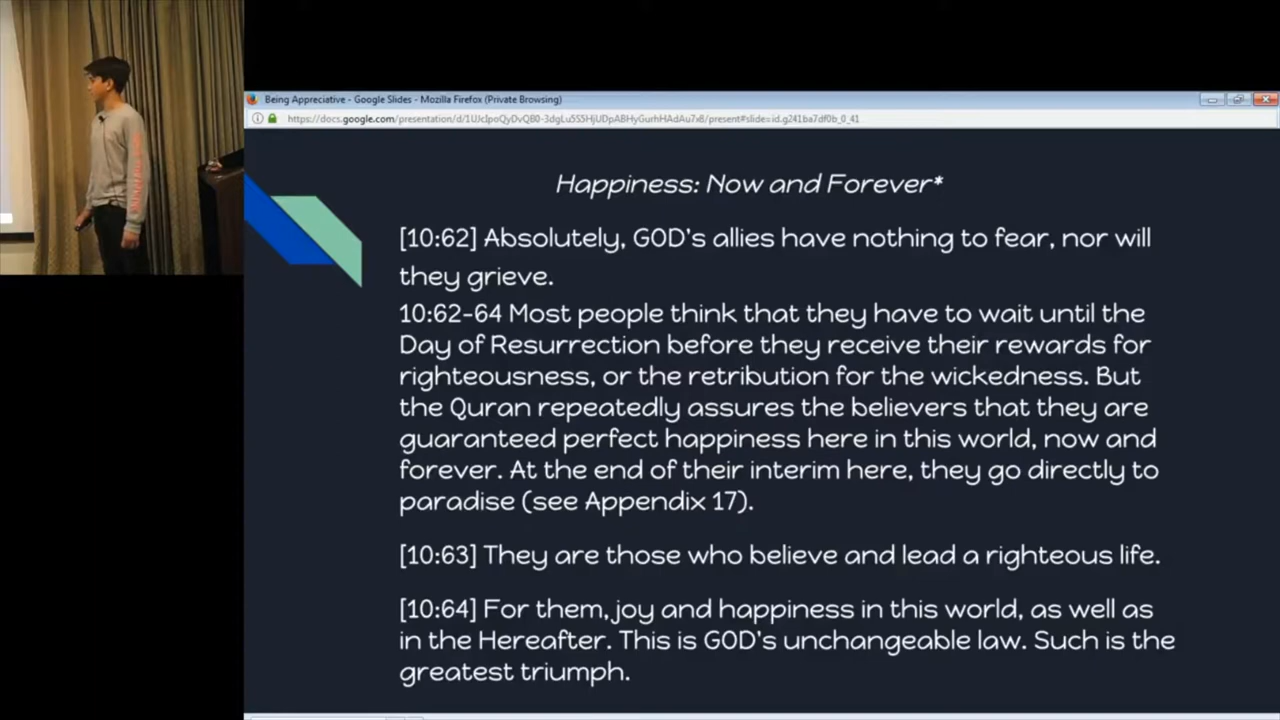 Being Appreciative - Google Slides - Mozilla Firefox (Private Browsing)
Happiness: Now and Forever*
[10:62] Absolutely, GOD's allies have nothing to fear, nor will
they grieve.
10:62-64 Most people think that they have to wait until the
Day of Resurrection before they receive their rewards for
righteousness, or the retribution for the wickedness. But
the Quran repeatedly assures the believers that they are
guaranteed perfect happiness here in this world, now and
forever. At the end of their interim here, they go directly to
paradise (see Appendix 17).
[10:63] They are those who believe and lead a righteous life.
[10:64] For them, joy and happiness in this world, as well as
in the Hereafter. This is GOD's unchangeable law. Such is the
greatest triumph.